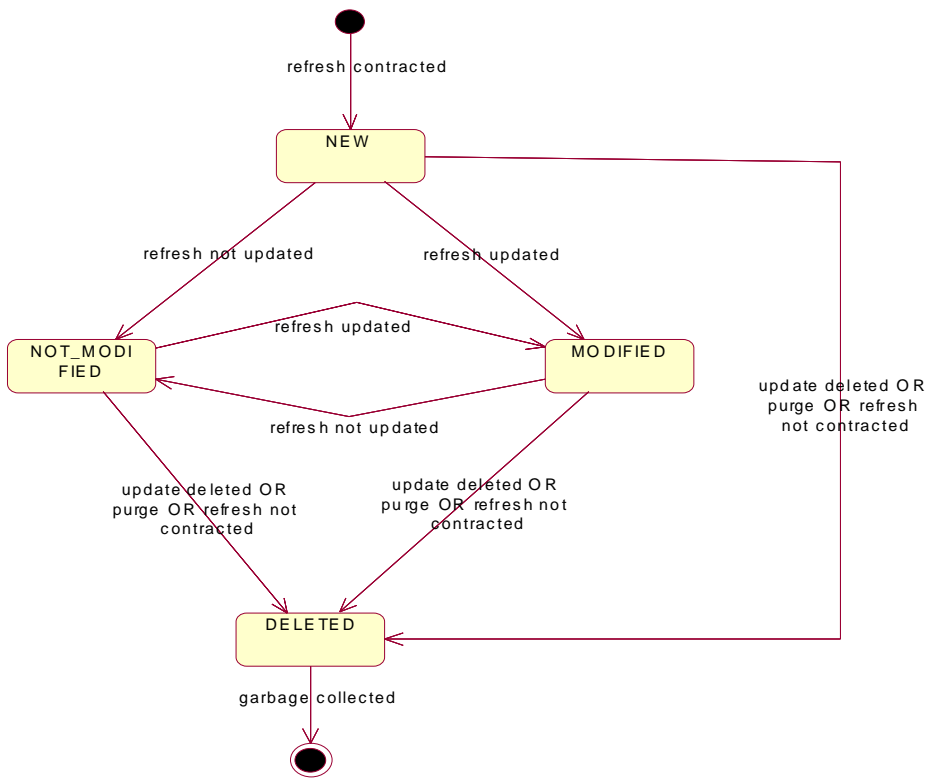 refresh contracted
NEW
refresh not updated
refresh updated
refresh updated
NOT_MODI
FIED
MODIFIED
update deleted OR
purge OR refresh
not contracted
refresh not updated
update deleted OR
purge OR refresh not
contracted
update deleted OR
purge OR refresh not
contracted
DELETED
garbage collected